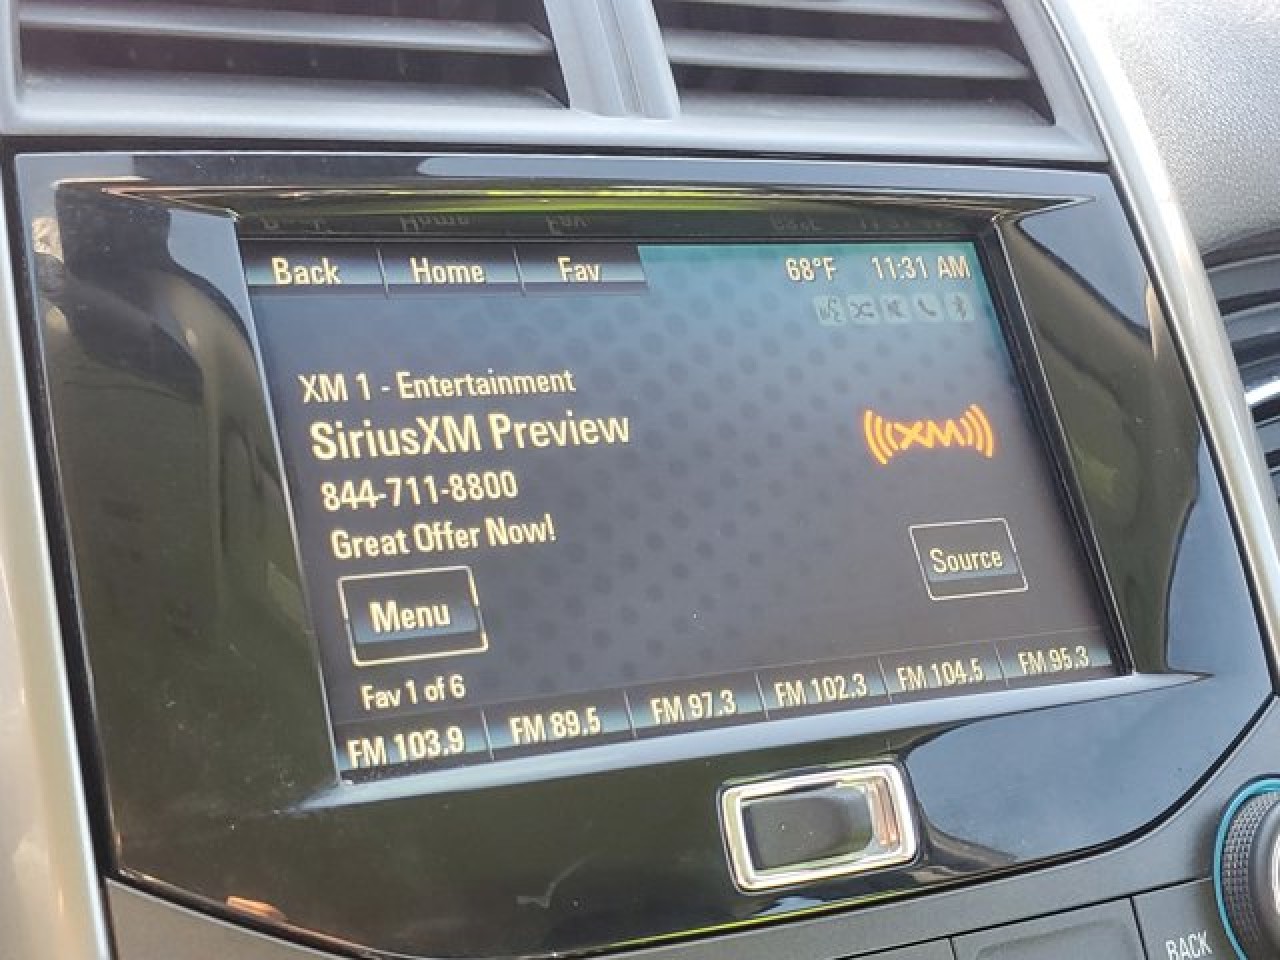 Back Home Fav 68°F 11:31 AM
XM 1 - Entertainment
SiriusXM Preview
XM
844-711-8800
Great Offer Now!
Source
Menu
Fav 1 of 6
FM 103.9 FM 89.5 FM 97.3 FM 102.3 FM 104.5 FM 95.3
BACK